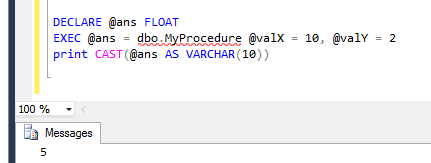 DECLARE @ans FLOAT
EXEC @ans = dbo.MyProcedure @valX = 10, @valY = 2
print CAST(@ans AS VARCHAR(10))
100 %
Messages
5